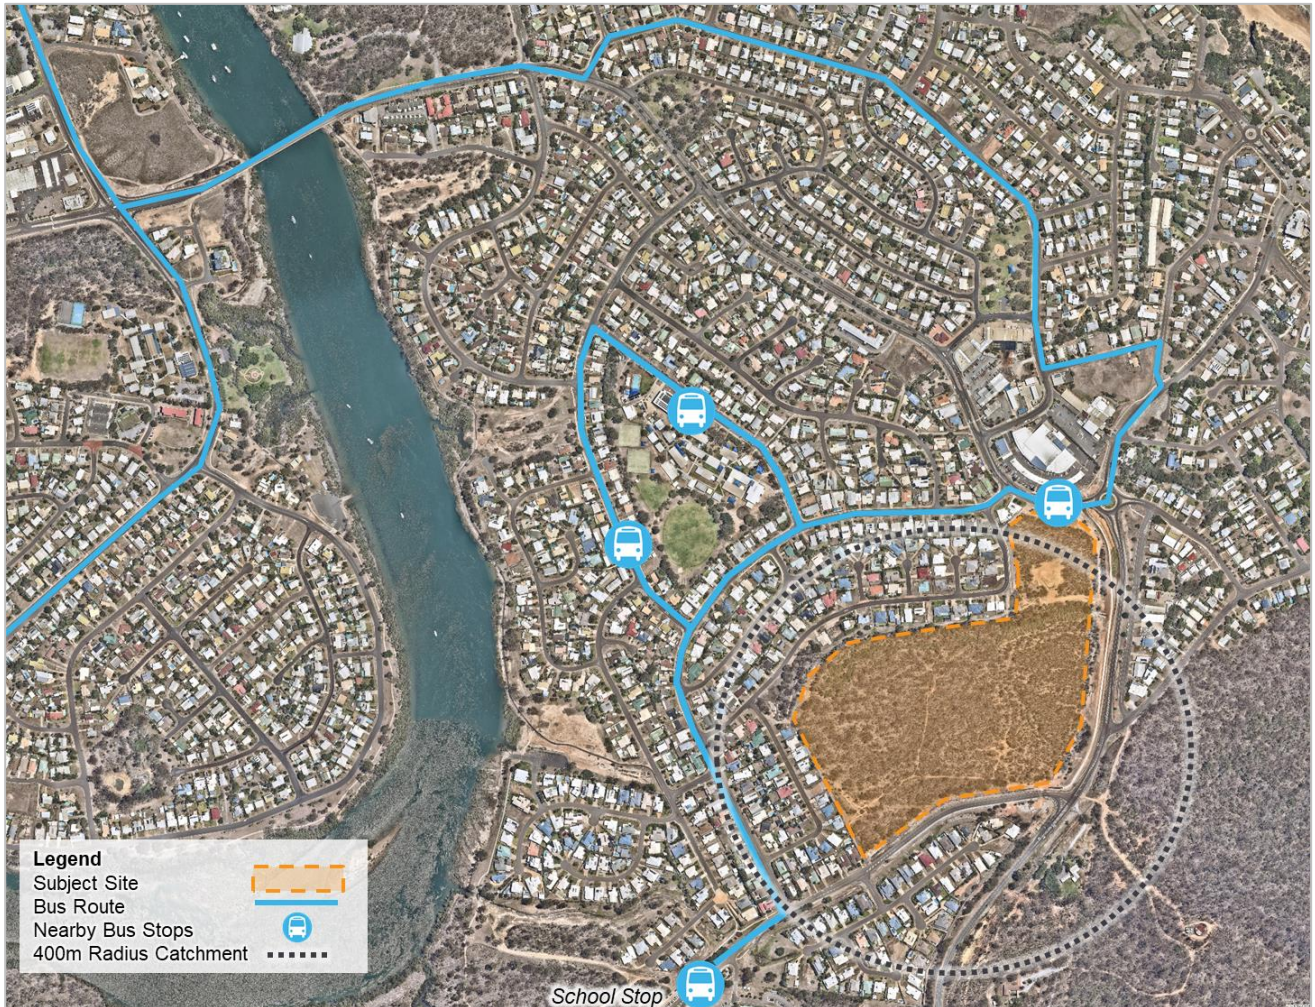 Legend
Subject Site
Bus Route
Nearby Bus Stops
400m Radius Catchment
School Stop